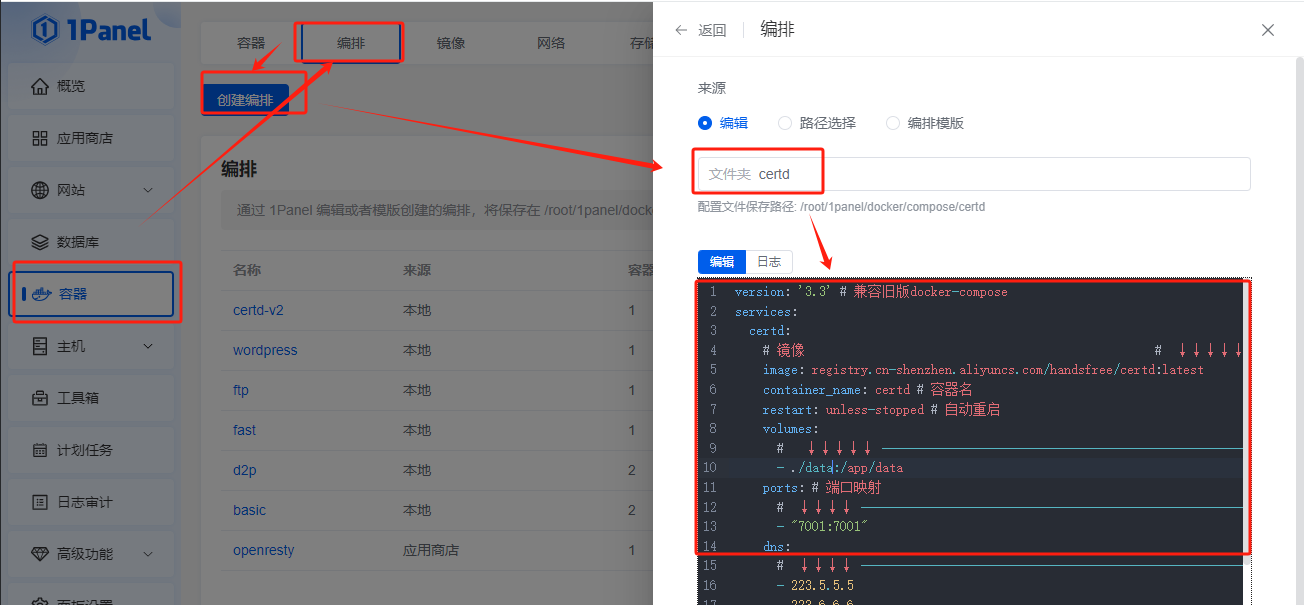 1Panel
概览
应用商店
网站
数据库
容器
主机
工具箱
计划任务
日志审计
高级功能
容器
编排
镜像
网络
创建编排
编排
通过 1Panel 编辑或者模版创建的编排，将保存在 /root/1panel/dock
名称 来源 容器
certd-v2 本地 1
wordpress 本地 1
ftp 本地 1
fast 本地 1
d2p 本地 2
basic 本地 2
openresty 应用商店 1
返回
编排
来源
编辑
路径选择
编排模版
文件夹 certd
配置文件保存路径: /root/1panel/docker/compose/certd
编辑
日志
1 version: '3.3' # 兼容旧版docker-compose
2 services:
3 certd:
4 # 镜像 # ↓↓↓↓↓
5 image: registry.cn-shenzhen.aliyuncs.com/handsfree/certd:latest
6 container_name: certd # 容器名
7 restart: unless-stopped # 自动重启
8 volumes:
9 # ↓↓↓↓↓
10 - ./data:/app/data
11 ports: # 端口映射
12 # ↓↓↓↓
13 - "7001:7001"
14 dns:
15 # ↓↓↓↓
16 - 223.5.5.5
17